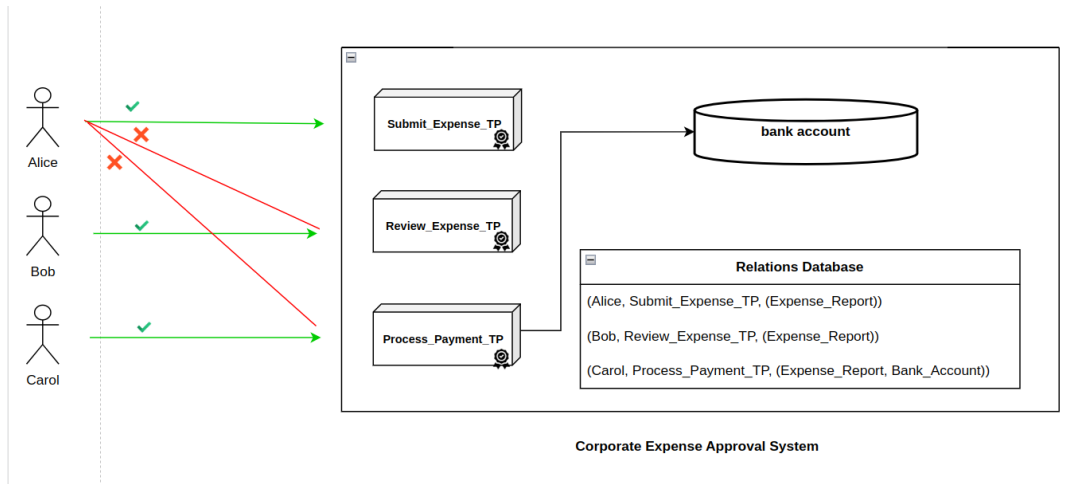 Alice
Bob
Carol
Submit_Expense_TP
Review_Expense_TP
Process_Payment_TP
bank account
Relations Database
(Alice, Submit_Expense_TP, (Expense_Report))
(Bob, Review_Expense_TP, (Expense_Report))
(Carol, Process_Payment_TP, (Expense_Report, Bank_Account))
Corporate Expense Approval System